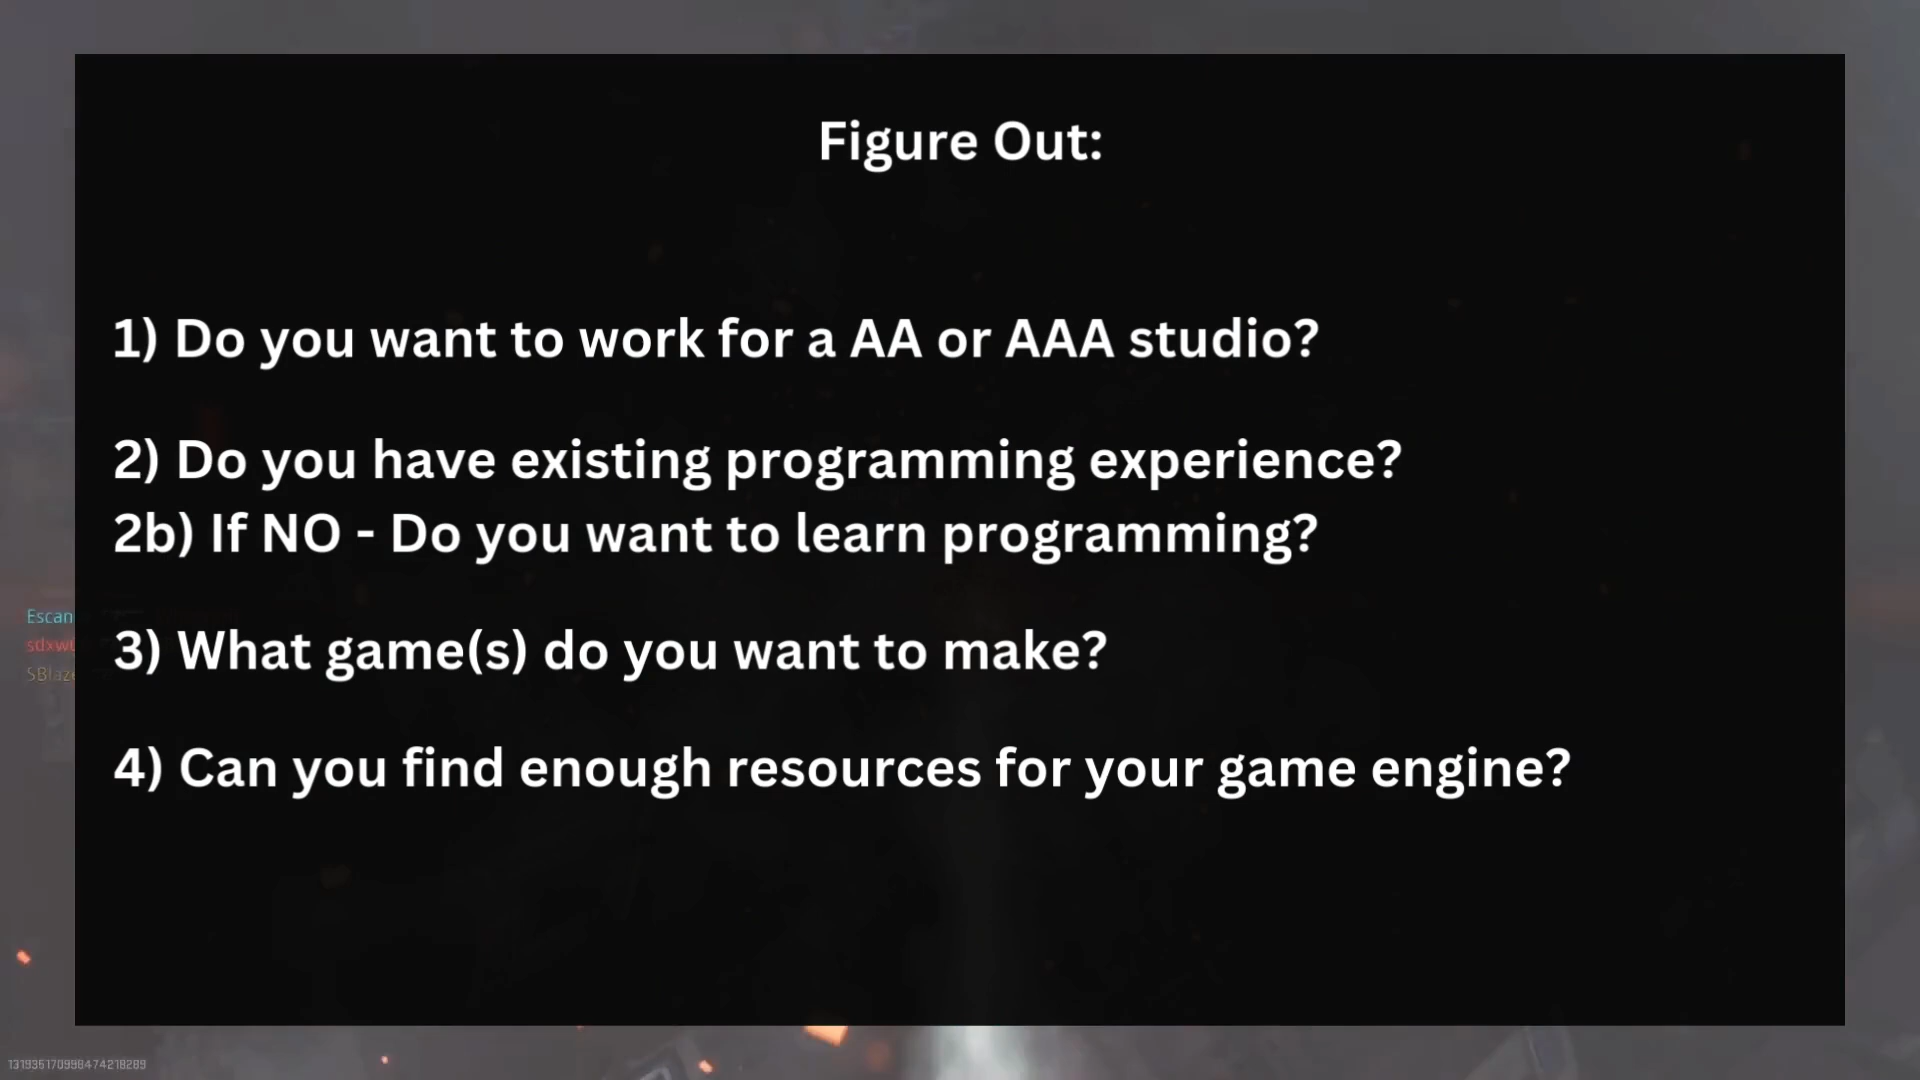 Figure Out:
1) Do you want to work for a AA or AAA studio?
2) Do you have existing programming experience?
2b) If NO - Do you want to learn programming?
Escan
3) What game(s) do you want to make?
SBlaze
4) Can you find enough resources for your game engine?